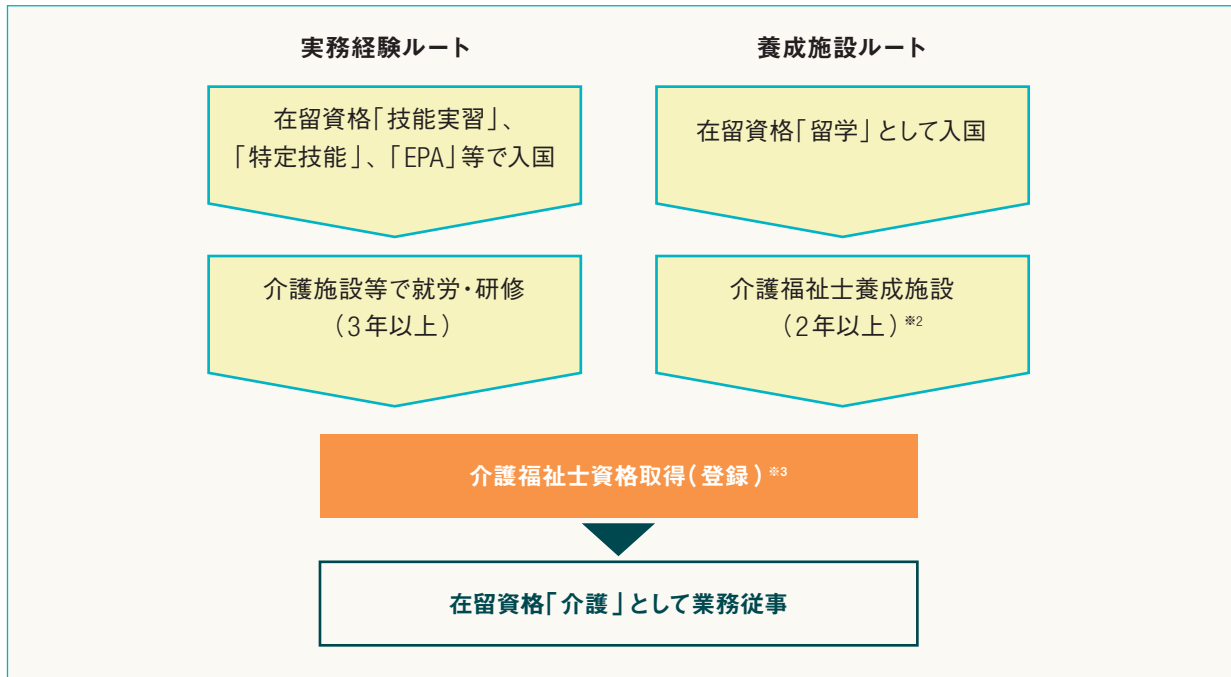 実務経験ルート
養成施設ルート
在留資格「技能実習」、
「特定技能」、「EPA」等で入国
在留資格「留学」として入国
介護施設等で就労・研修
（3年以上）
介護福祉士養成施設
（2年以上）※2
介護福祉士資格取得（登録）※3
在留資格「介護」として業務従事